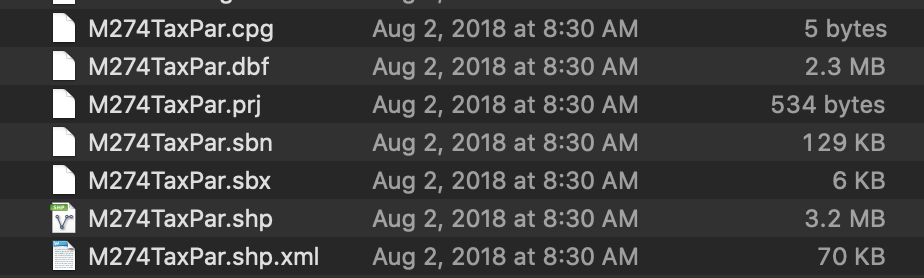 M274TaxPar.cpg Aug 2, 2018 at 8:30 AM 5 bytes
M274TaxPar.dbf Aug 2, 2018 at 8:30 AM 2.3 MB
M274TaxPar.prj Aug 2, 2018 at 8:30 AM 534 bytes
M274TaxPar.sbn Aug 2, 2018 at 8:30 AM 129 KB
M274TaxPar.sbx Aug 2, 2018 at 8:30 AM 6 KB
SHP
M274TaxPar.shp Aug 2, 2018 at 8:30 AM 3.2 MB
M274TaxPar.shp.xml Aug 2, 2018 at 8:30 AM 70 KB